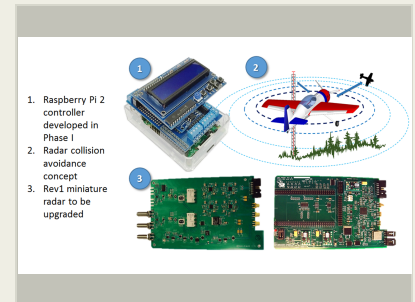 1
2
1. Raspberry Pi 2
controller
developed in
Phase I
2. Radar collision
avoidance
concept
3. Rev1 miniature
radar to be
upgraded
3